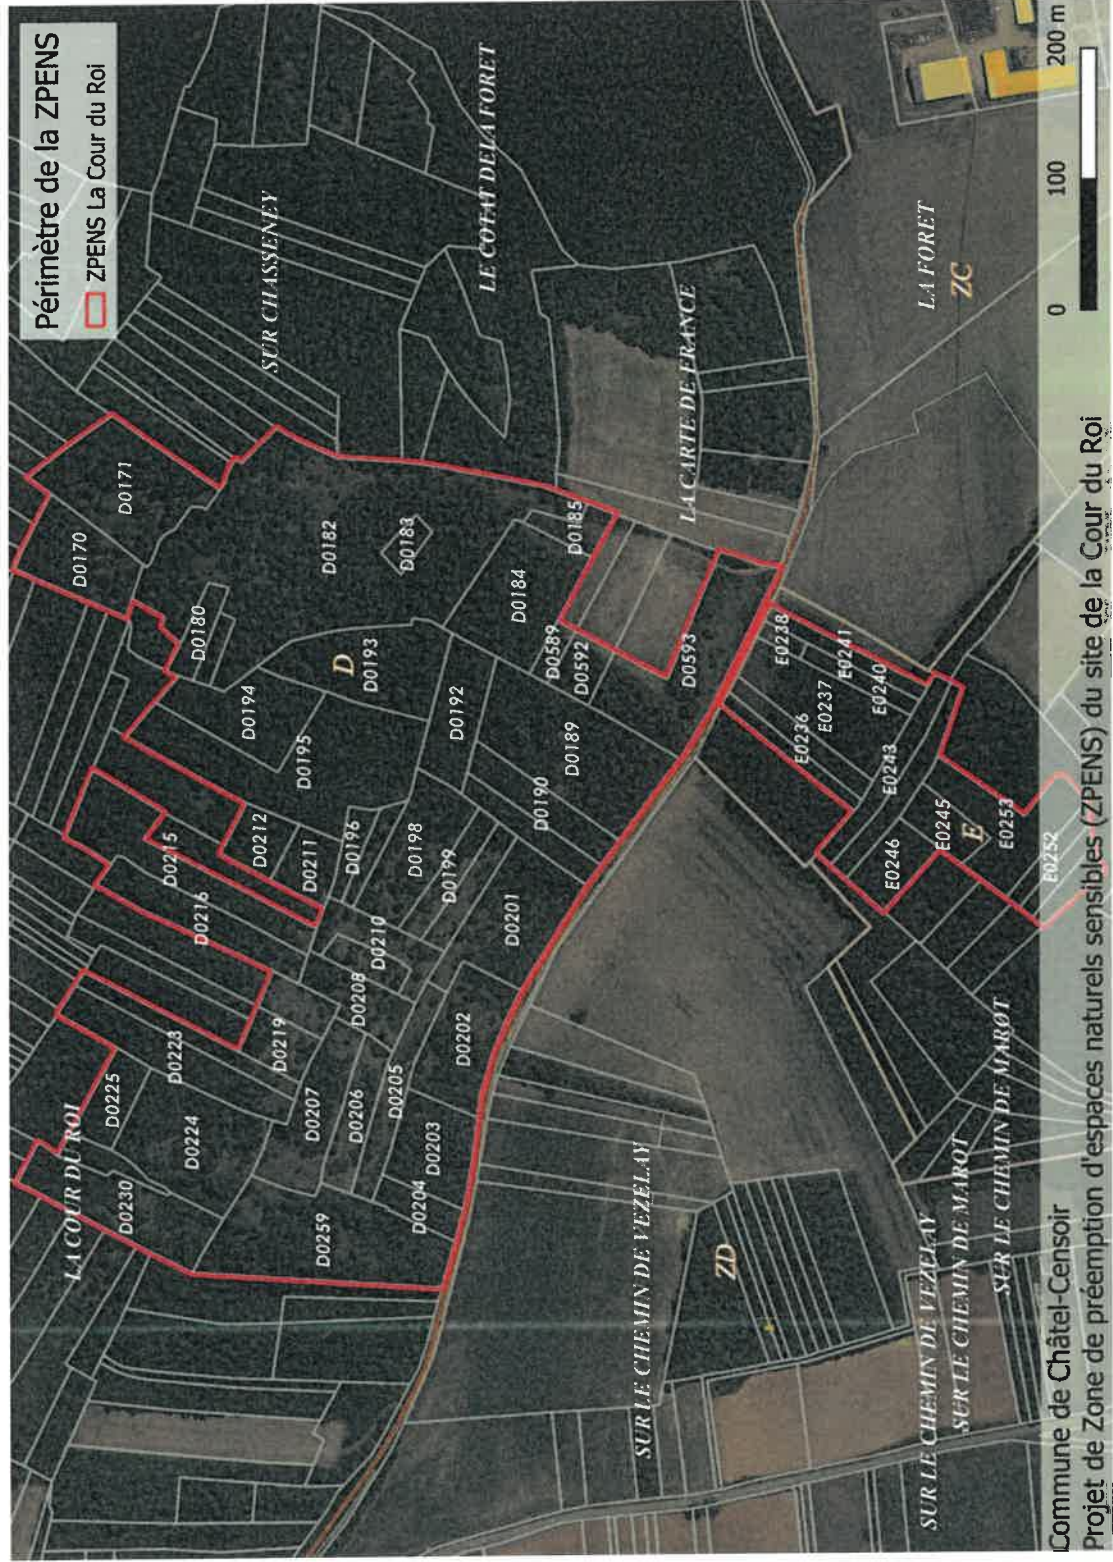 Périmètre de la ZPENS
ZPENS La Cour du Roi
SUR CHASSENEY
LE COTAT DE LA FORET
LA CARTE DE FRANCE
LA FORET
ZC
LA COUR DU ROI
D
D0170
D0171
D0180
D0182
D0183
D0184
D0185
D0589
D0592
D0593
D0189
D0190
D0192
D0193
D0194
D0195
D0196
D0198
D0199
D0201
D0202
D0203
D0204
D0205
D0206
D0207
D0208
D0210
D0211
D0212
D0215
D0216
D0219
D0223
D0224
D0225
D0230
D0259
E0238
E0241
E0240
E0237
E0236
E0243
E0245
E0246
E
E0253
E0252
SUR LE CHEMIN DE VEZELAY
ZD
SUR LE CHEMIN DE VEZELAY
SUR LE CHEMIN DE MAROT
SUR LE CHEMIN DE MAROT
0 100 200 m
Commune de Châtel-Censoir
Projet de Zone de préemption d'espaces naturels sensibles (ZPENS) du site de la Cour du Roi